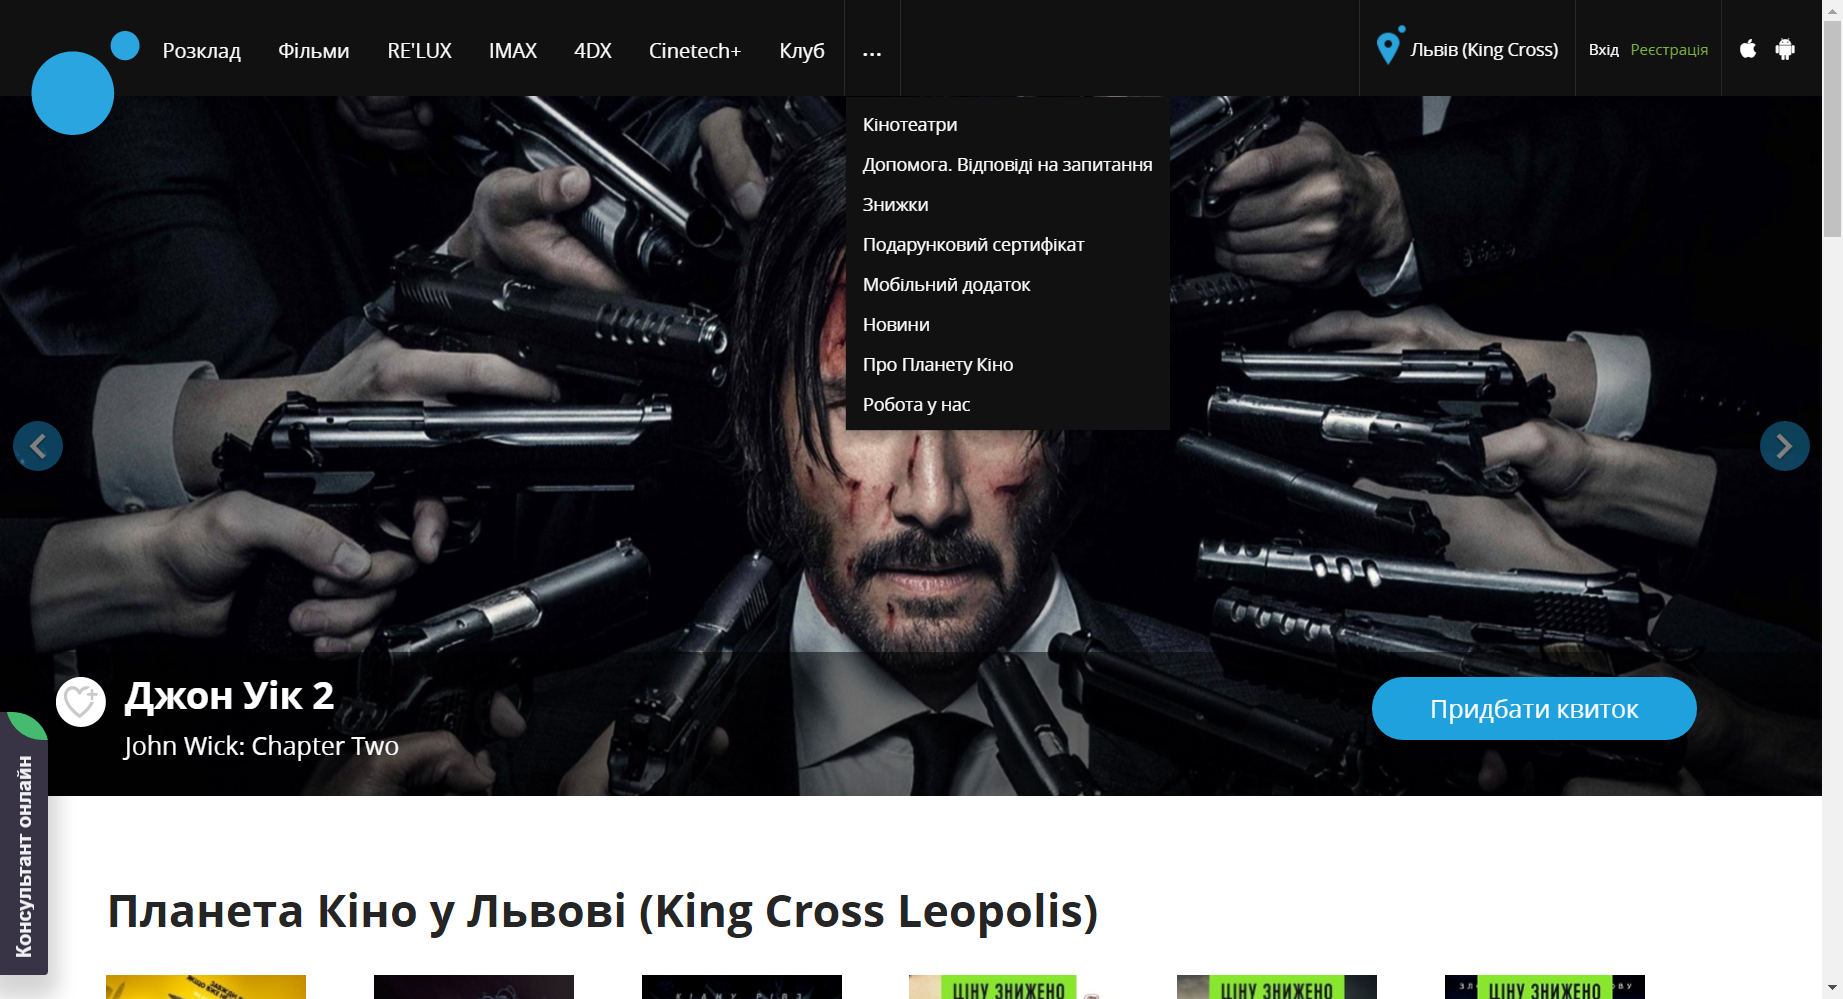 Розклад
Фільми
RE'LUX
IMAX
4DX
Cinetech+
Клуб
...
Львів (King Cross)
Вхід
Реєстрація
Кінотеатри
Допомога. Відповіді на запитання
Знижки
Подарунковий сертифікат
Мобільний додаток
Новини
Про Планету Кіно
Робота у нас
Джон Уік 2
John Wick: Chapter Two
Придбати квиток
Консультант онлайн
Планета Кіно у Львові (King Cross Leopolis)
КІАНУ РІВЗ
ЦІНУ ЗНИЖЕНО
ЦІНУ ЗНИЖЕНО
ЦІНУ ЗНИЖЕНО